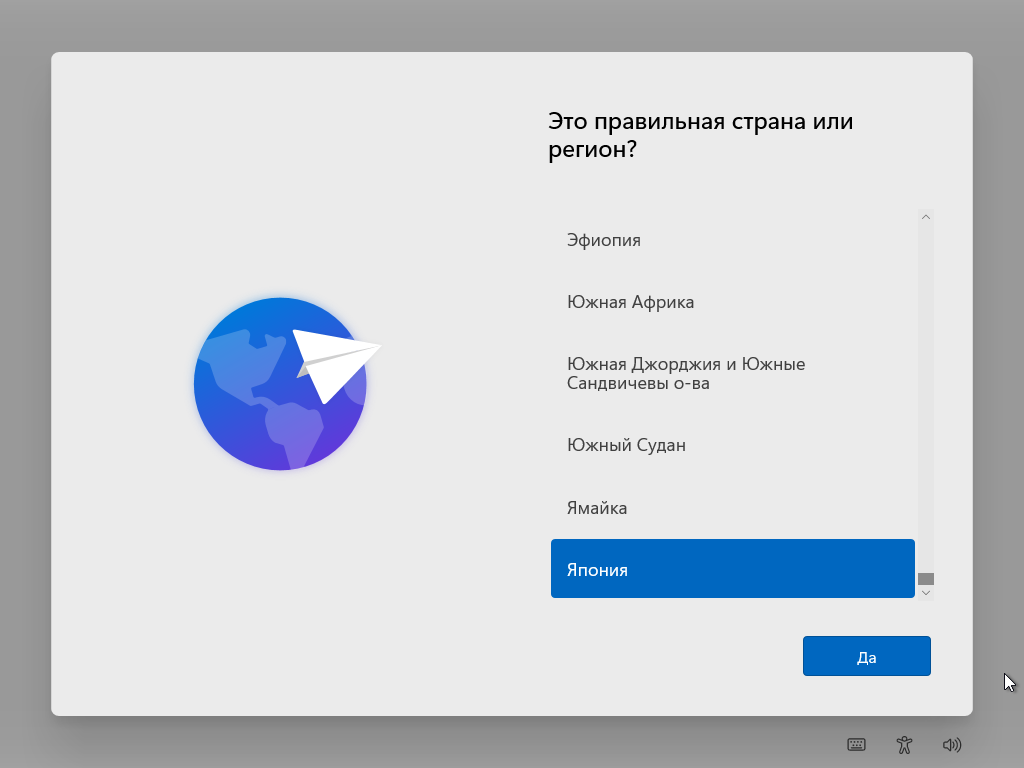 Это правильная страна или
регион?
Эфиопия
Южная Африка
Южная Джорджия и Южные
Сандвичевы о-ва
Южный Судан
Ямайка
Япония
Да